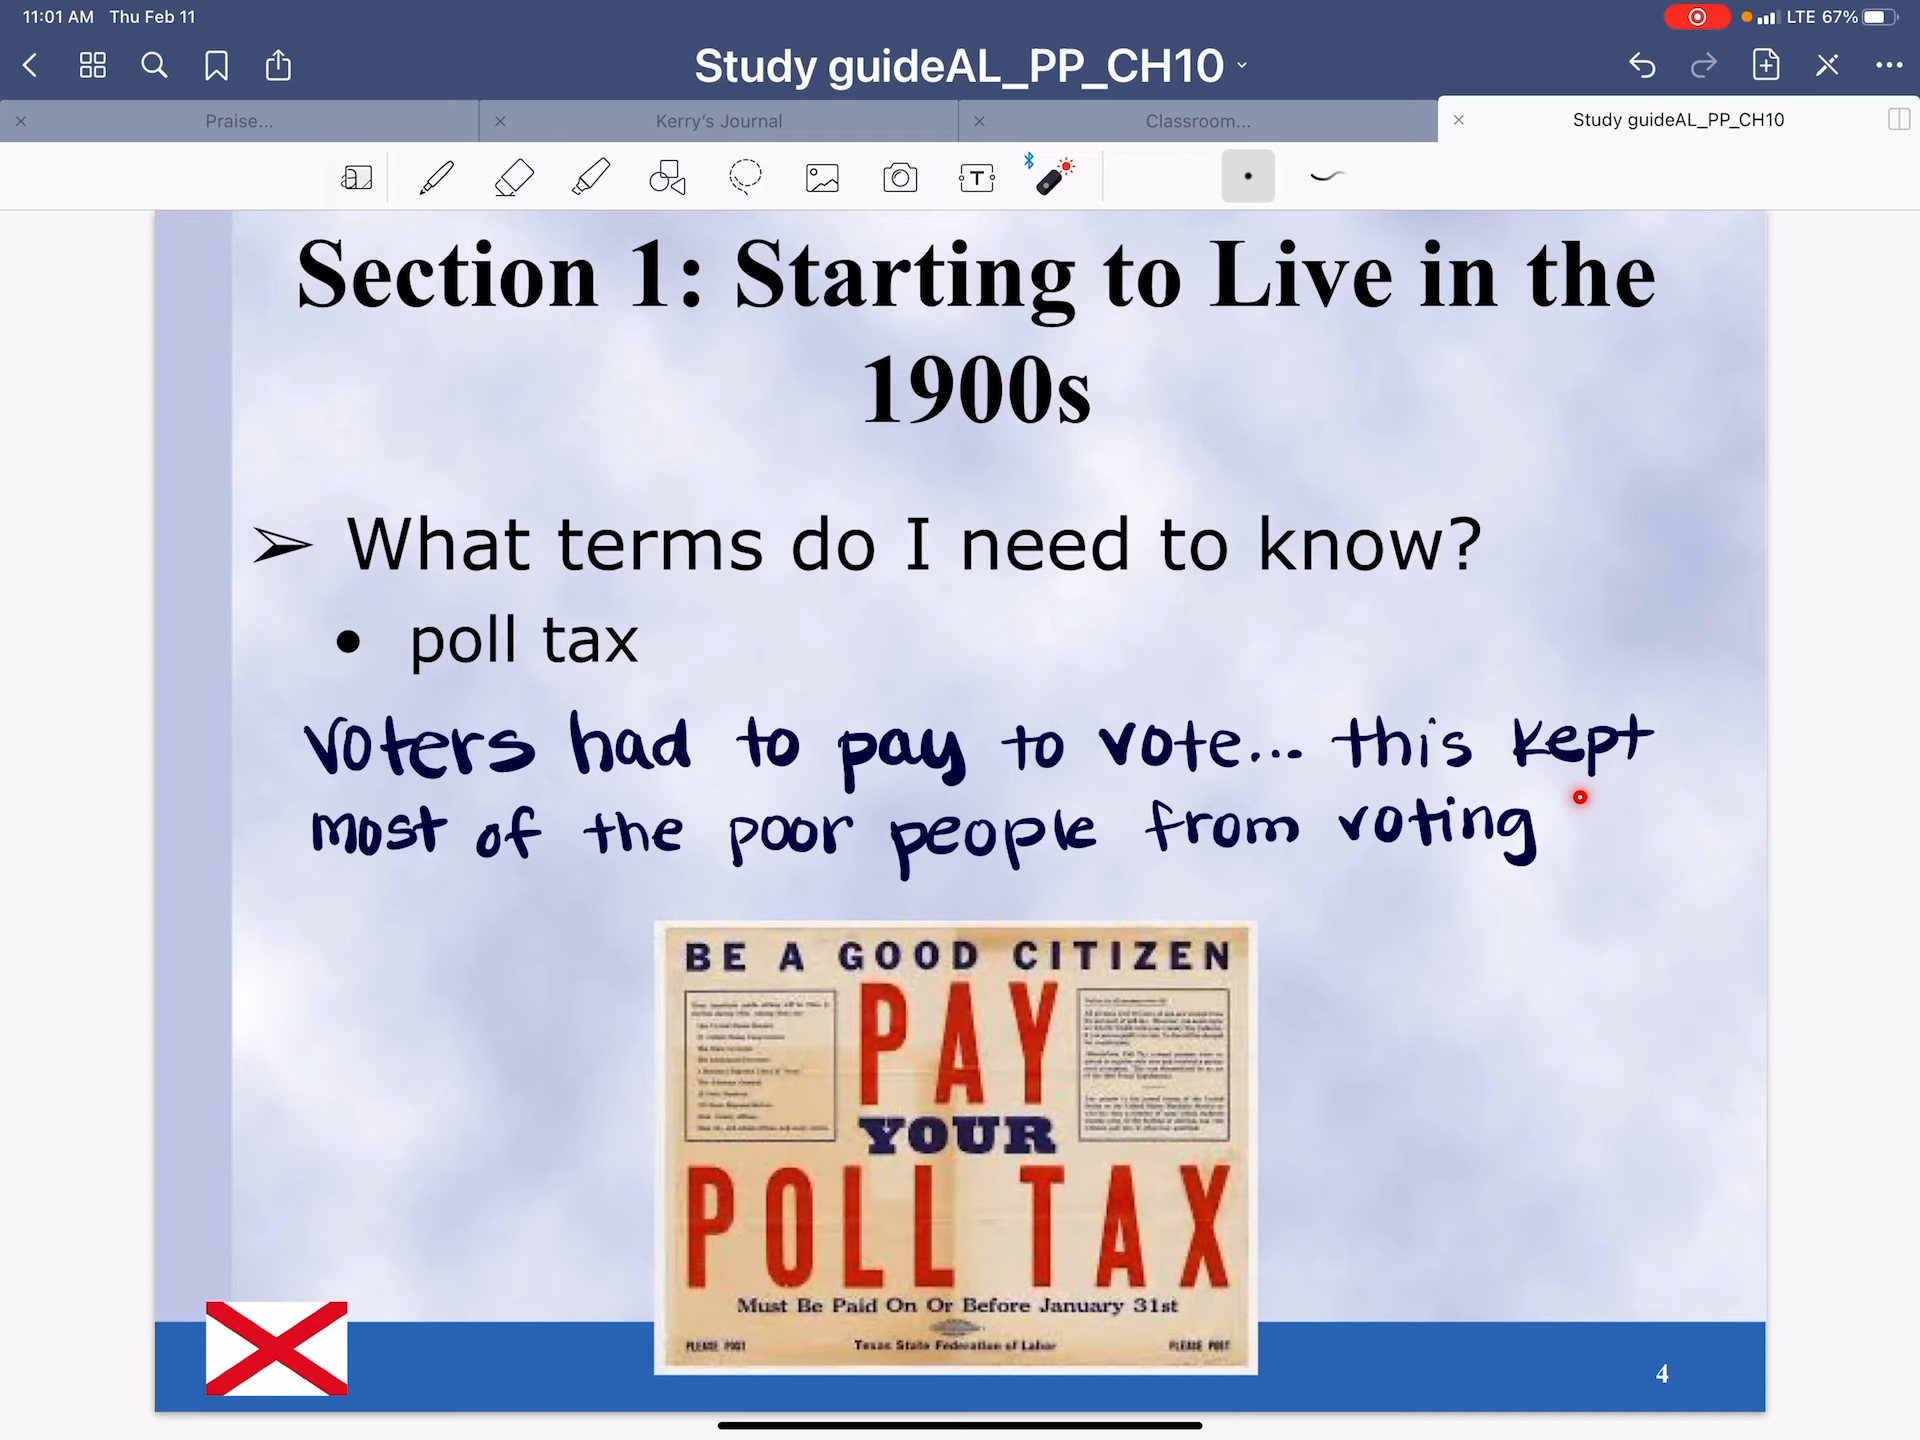 11:01 AM Thu Feb 11
LTE 67%
Study guideAL_PP_CH10
Praise...
Kerry's Journal
Classroom...
Study guideAL_PP_CH10
Section 1: Starting to Live in the
1900s
What terms do I need to know?
• poll tax
voters had to pay to vote... this kept
most of the poor people from voting
BE A GOOD CITIZEN
PAY
YOUR
POLL TAX
Must Be Paid On Or Before January 31st
PLEASE POST
Texas State Federation of Labor
PLEASE POST
4